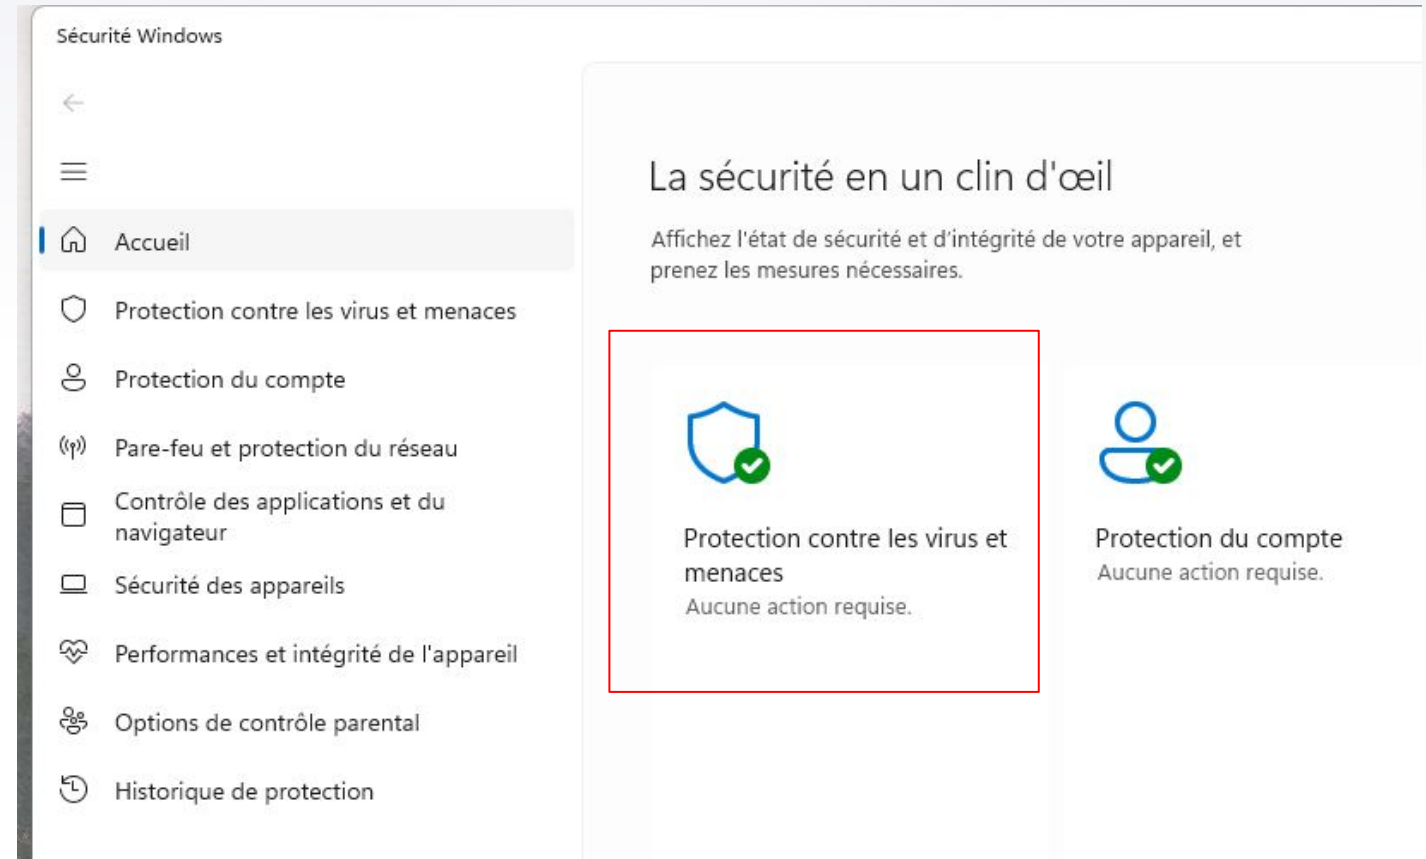 Sécurité Windows
Accueil
Protection contre les virus et menaces
Protection du compte
Pare-feu et protection du réseau
Contrôle des applications et du
navigateur
Sécurité des appareils
Performances et intégrité de l'appareil
Options de contrôle parental
Historique de protection
La sécurité en un clin d'œil
Affichez l'état de sécurité et d’intégrité de votre appareil, et
prenez les mesures nécessaires.
Protection contre les virus et
menaces
Aucune action requise.
Protection du compte
Aucune action requise.